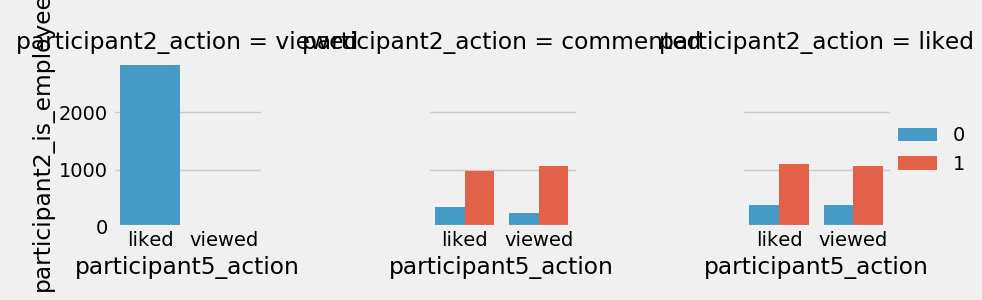 participant2_action = viewed
participant2_action = commented
participant2_action = liked
participant2_is_employee
2000
1000
0
liked viewed
liked viewed
liked viewed
participant5_action
participant5_action
participant5_action
0
1